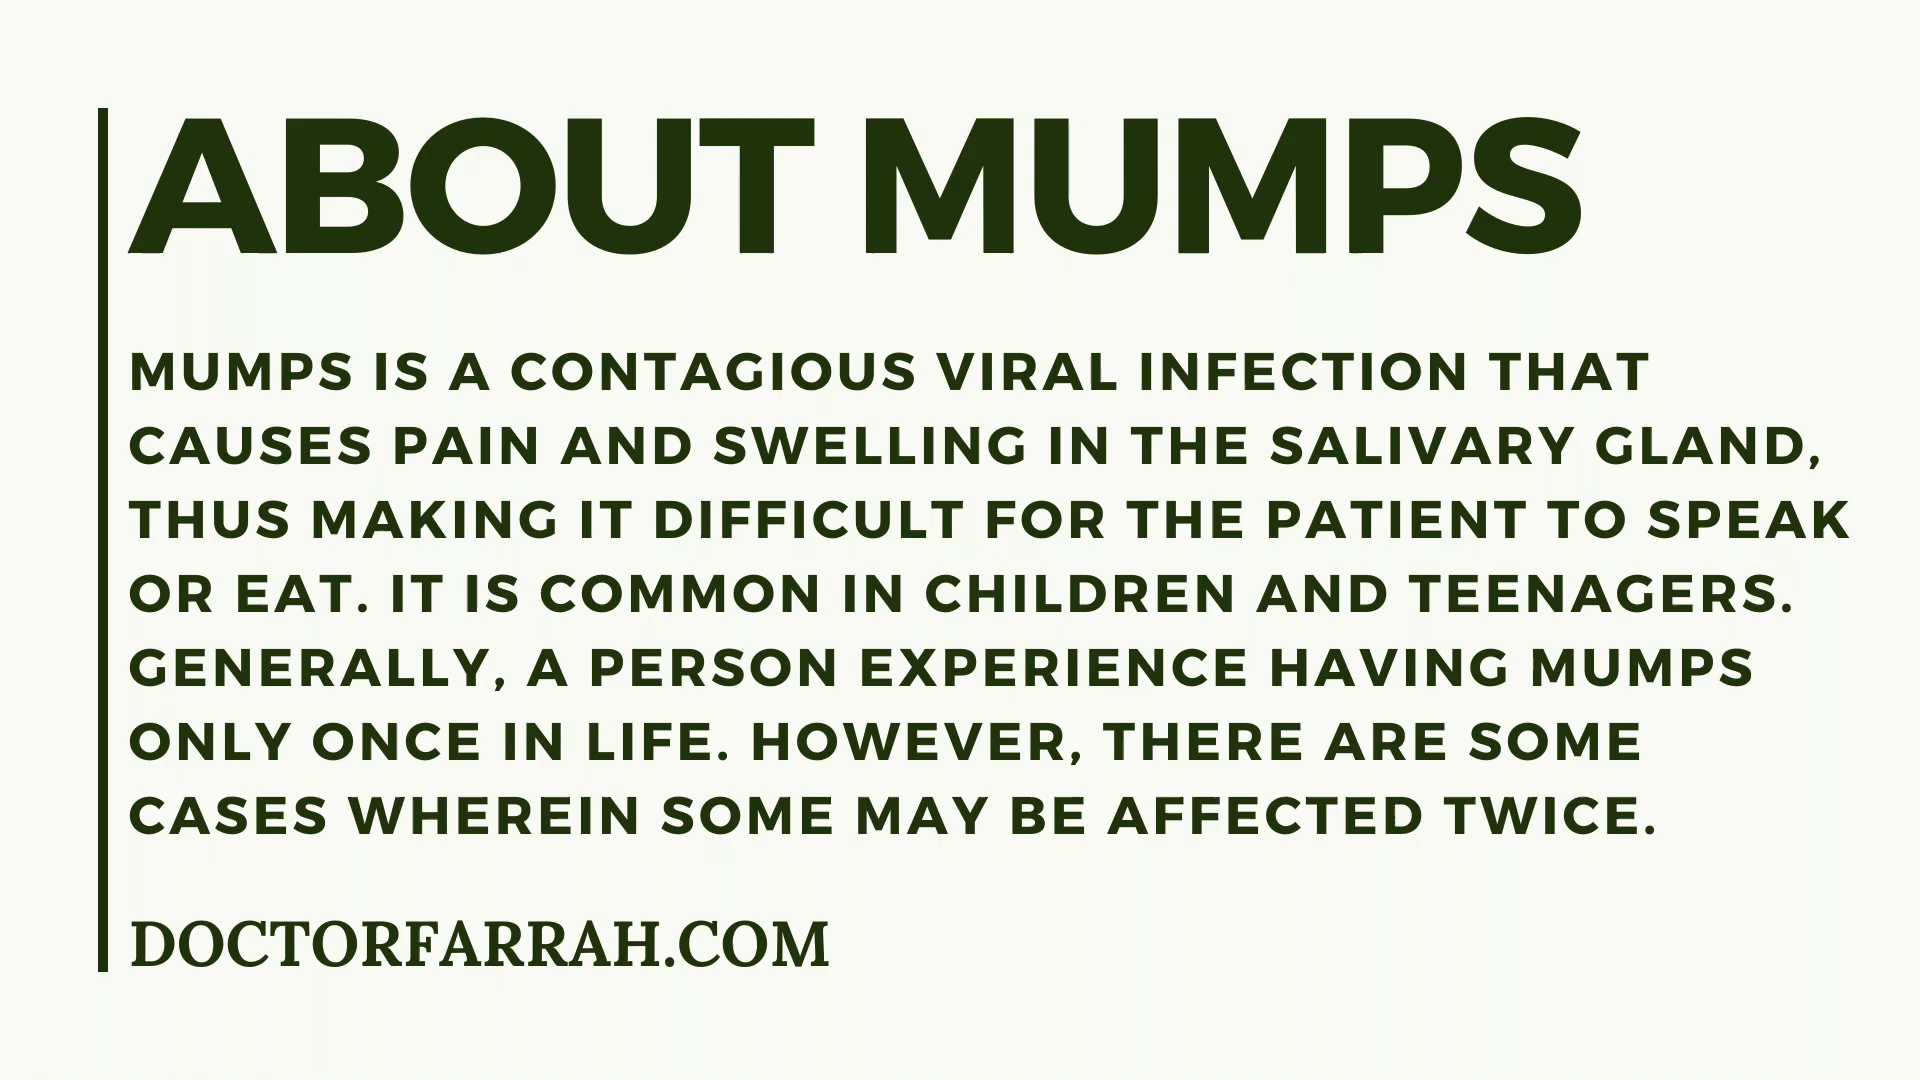 ABOUT MUMPS
MUMPS IS A CONTAGIOUS VIRAL INFECTION THAT
CAUSES PAIN AND SWELLING IN THE SALIVARY GLAND,
THUS MAKING IT DIFFICULT FOR THE PATIENT TO SPEAK
OR EAT. IT IS COMMON IN CHILDREN AND TEENAGERS.
GENERALLY, A PERSON EXPERIENCE HAVING MUMPS
ONLY ONCE IN LIFE. HOWEVER, THERE ARE SOME
CASES WHEREIN SOME MAY BE AFFECTED TWICE.
DOCTORFARRAH.COM